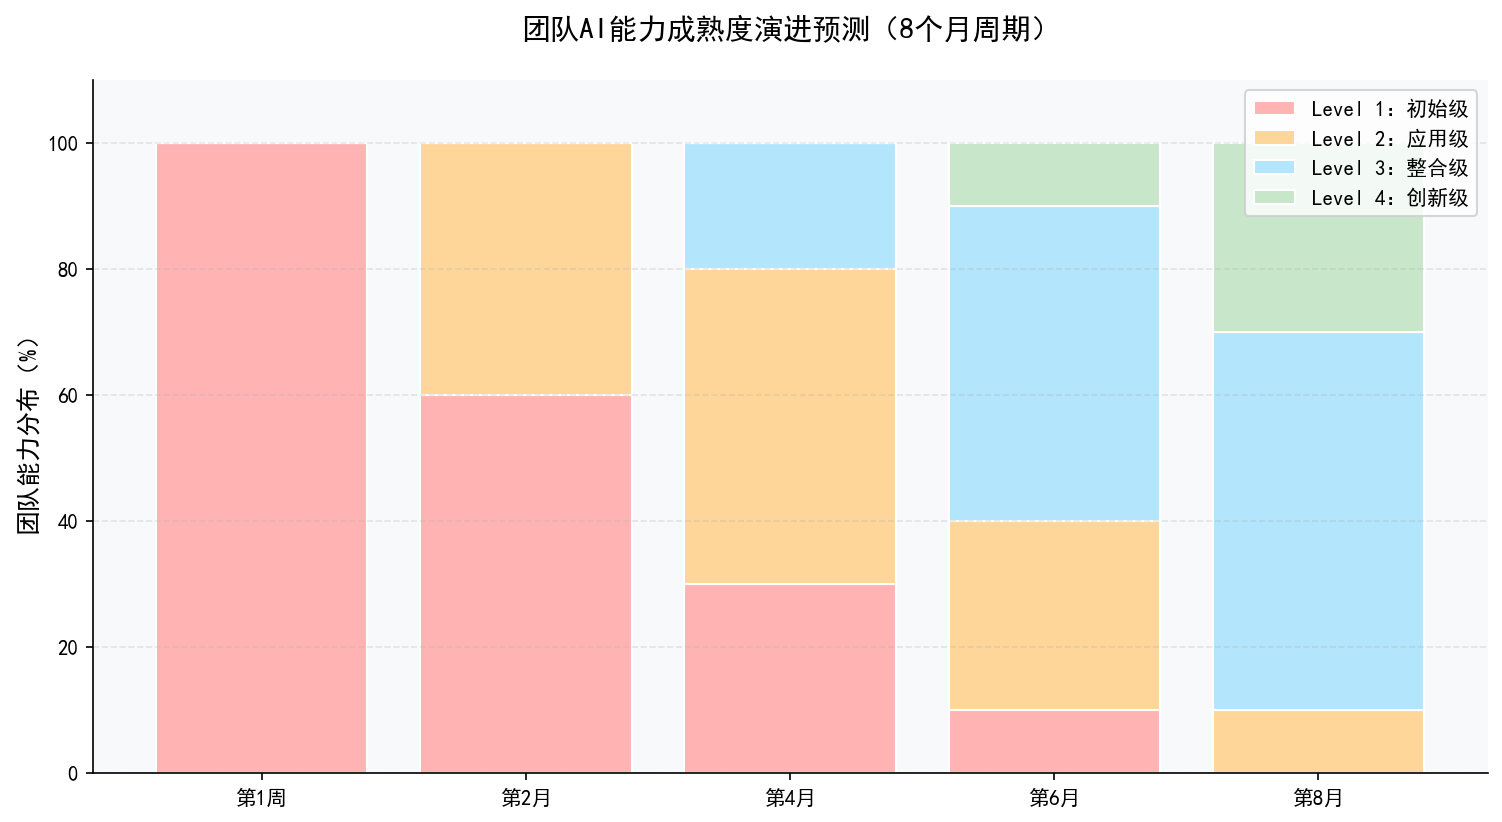 团队AI能力成熟度演进预测（8个月周期）
Level 1：初始级
Level 2：应用级
Level 3：整合级
Level 4：创新级
团队能力分布（%）
100
80
60
40
20
0
第1周
第2月
第4月
第6月
第8月